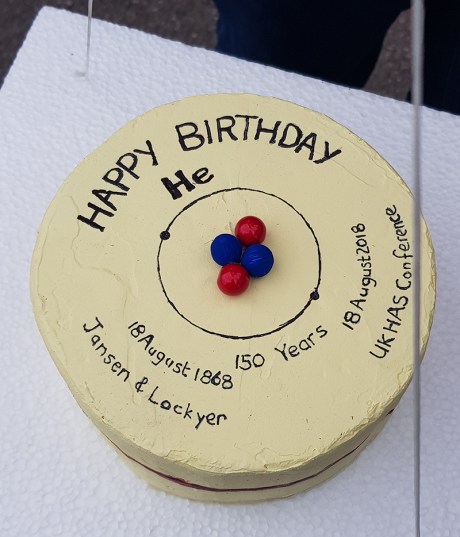 HAPPY BIRTHDAY
He
18 August 1868
Jansen & Lockyer
150 Years
18 August 2018
UKHAS Conference